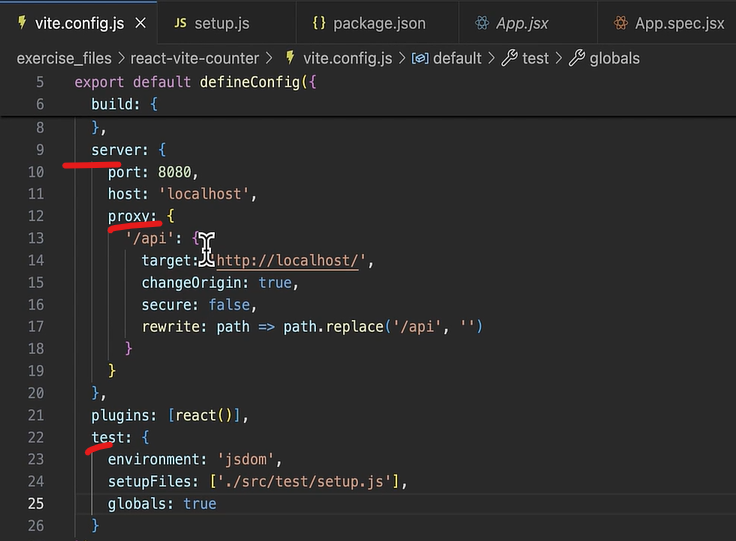 vite.config.js JS setup.js {} package.json App.jsx App.spec.jsx
exercise_files > react-vite-counter > vite.config.js > default > test > globals
5 export default defineConfig({
6 build: {
8 },
9 server: {
10 port: 8080,
11 host: 'localhost',
12 proxy: {
13 '/api': {
14 target: 'http://localhost/',
15 changeOrigin: true,
16 secure: false,
17 rewrite: path => path.replace('/api', '')
18 }
19 }
20 },
21 plugins: [react()],
22 test: {
23 environment: 'jsdom',
24 setupFiles: ['./src/test/setup.js'],
25 globals: true
26 }